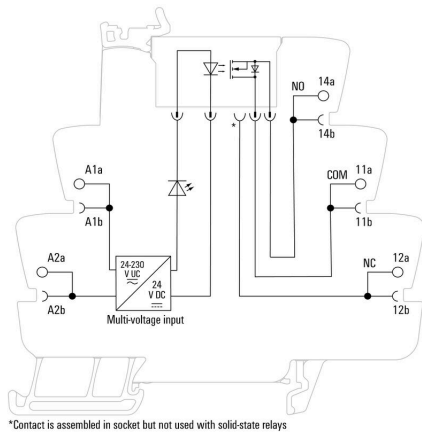 NO
14a
14b
*
A1a
A1b
COM
11a
11b
A2a
A2b
24-230
V UC
24
V DC
Multi-voltage input
NC
12a
12b
*Contact is assembled in socket but not used with solid-state relays